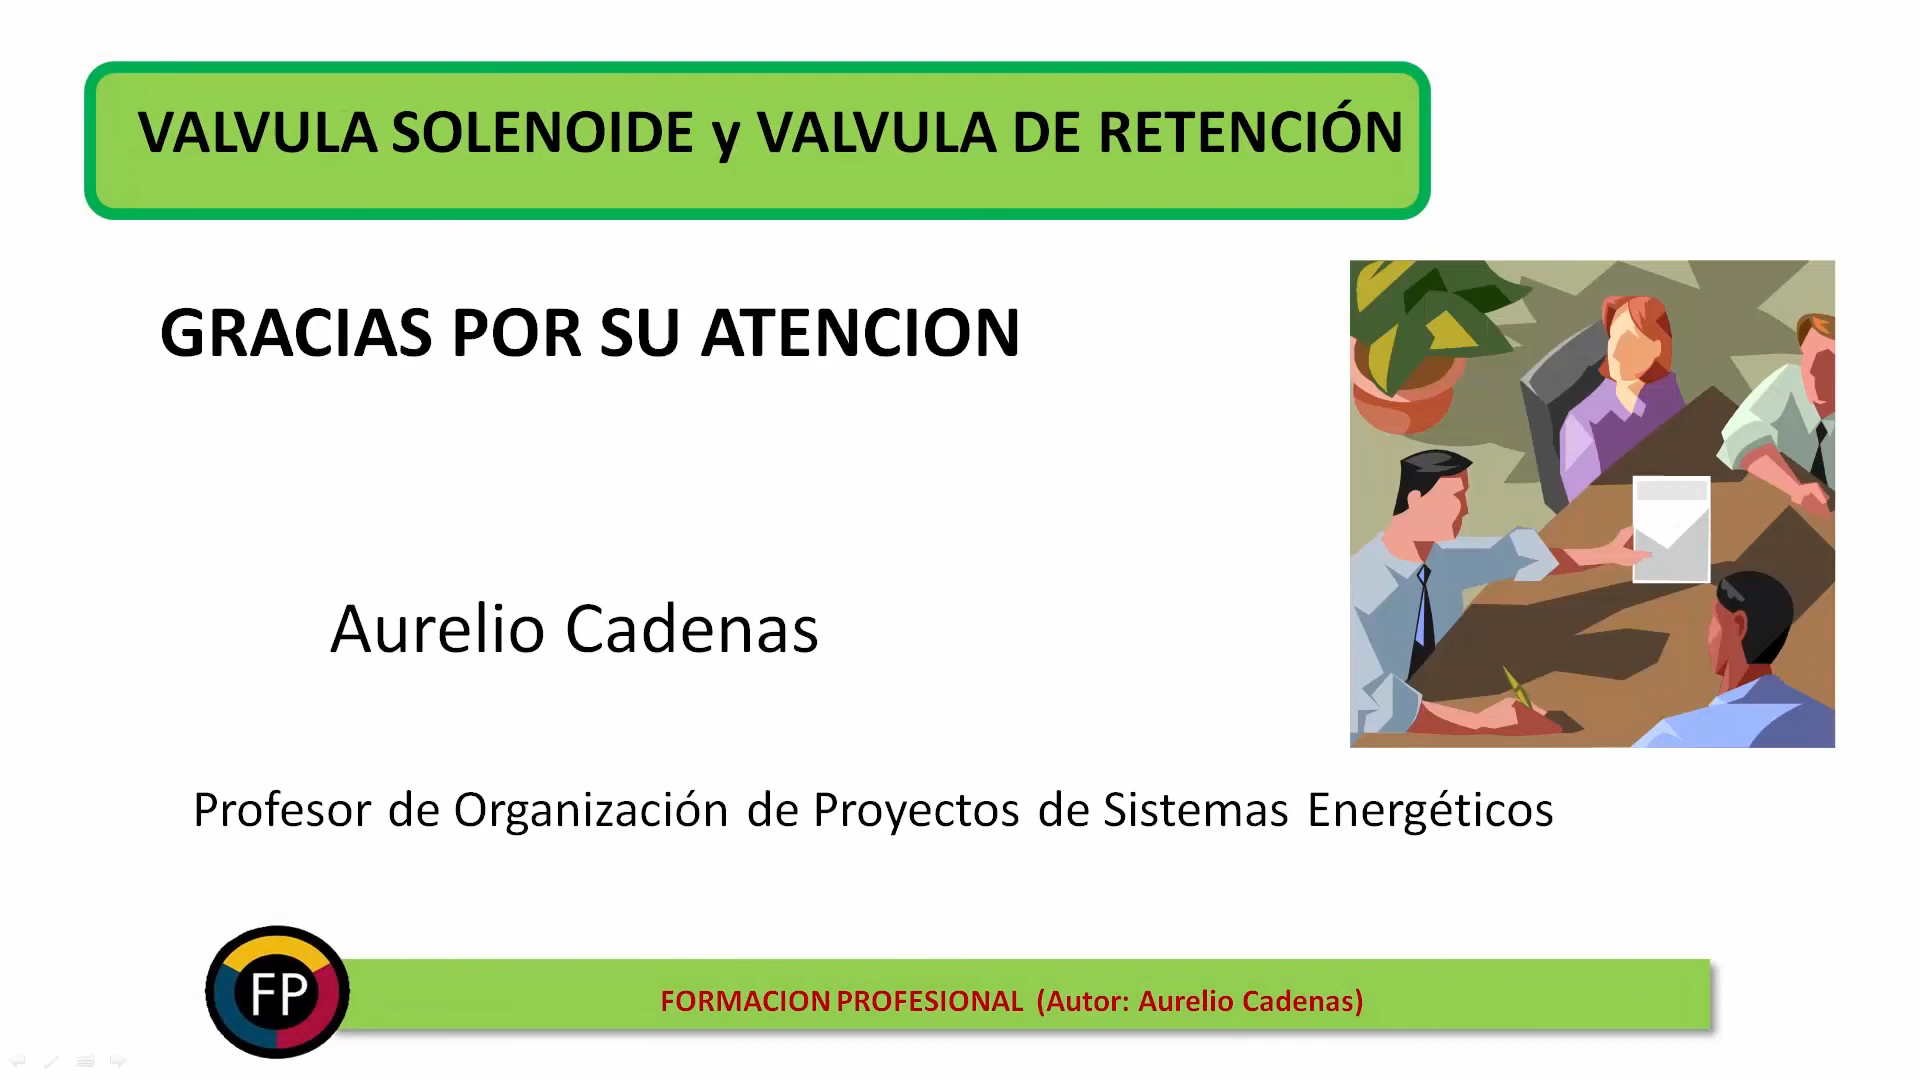 VALVULA SOLENOIDE y VALVULA DE RETENCIÓN
GRACIAS POR SU ATENCION
Aurelio Cadenas
Profesor de Organización de Proyectos de Sistemas Energéticos
FP
FORMACION PROFESIONAL (Autor: Aurelio Cadenas)